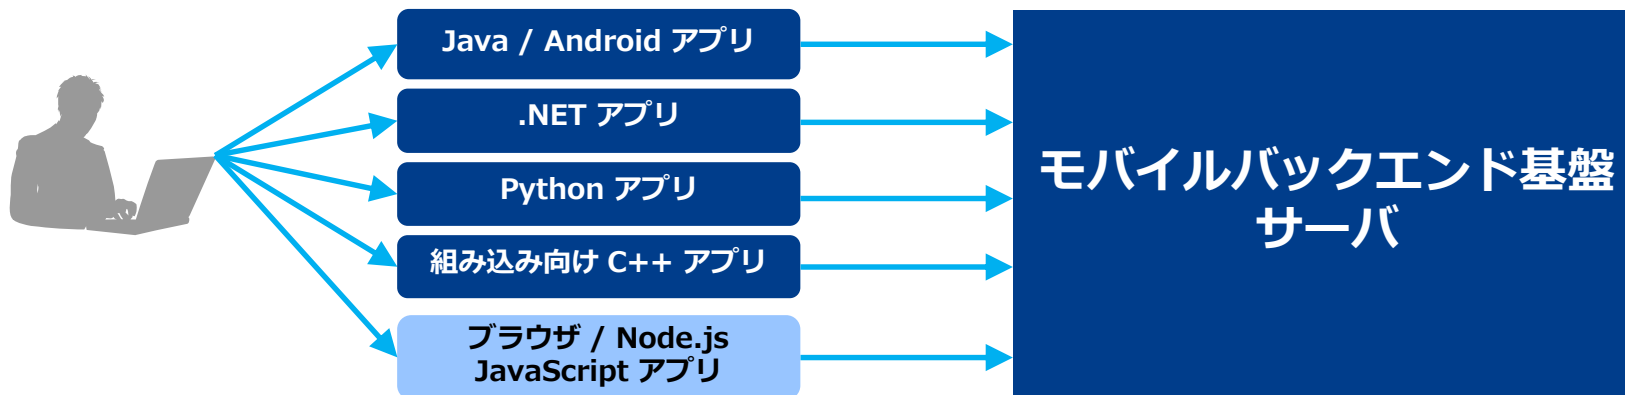 Java / Android アプリ
.NET アプリ
Python アプリ
組み込み向け C++ アプリ
ブラウザ / Node.js
JavaScript アプリ
モバイルバックエンド基盤
サーバ